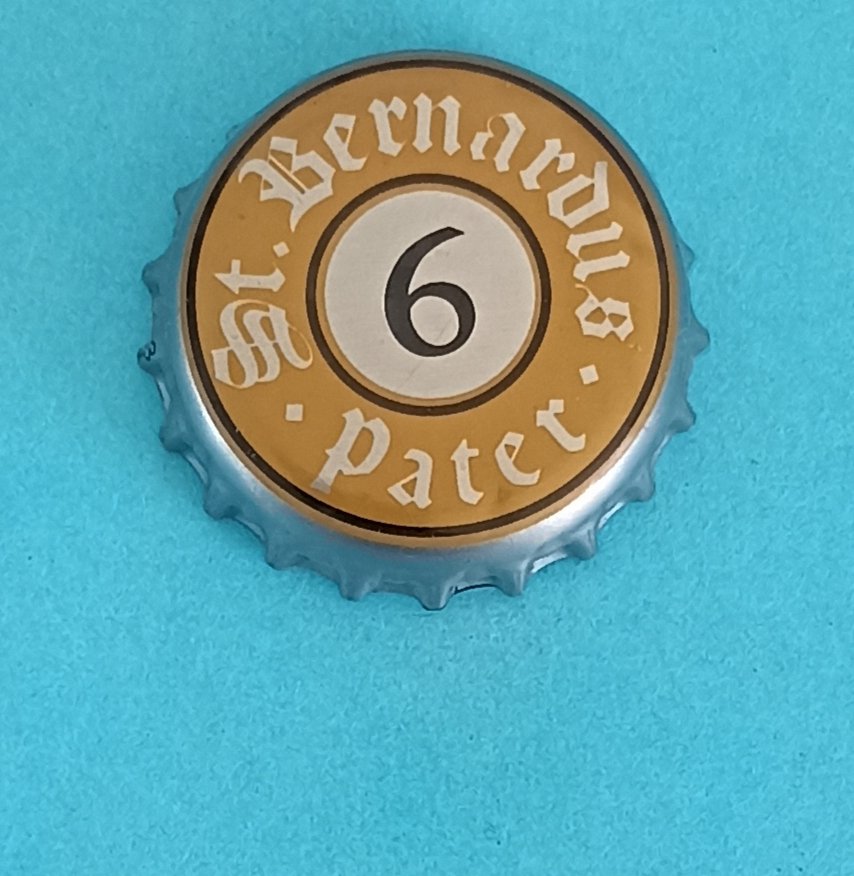 St. Bernardus
6
· Pater ·